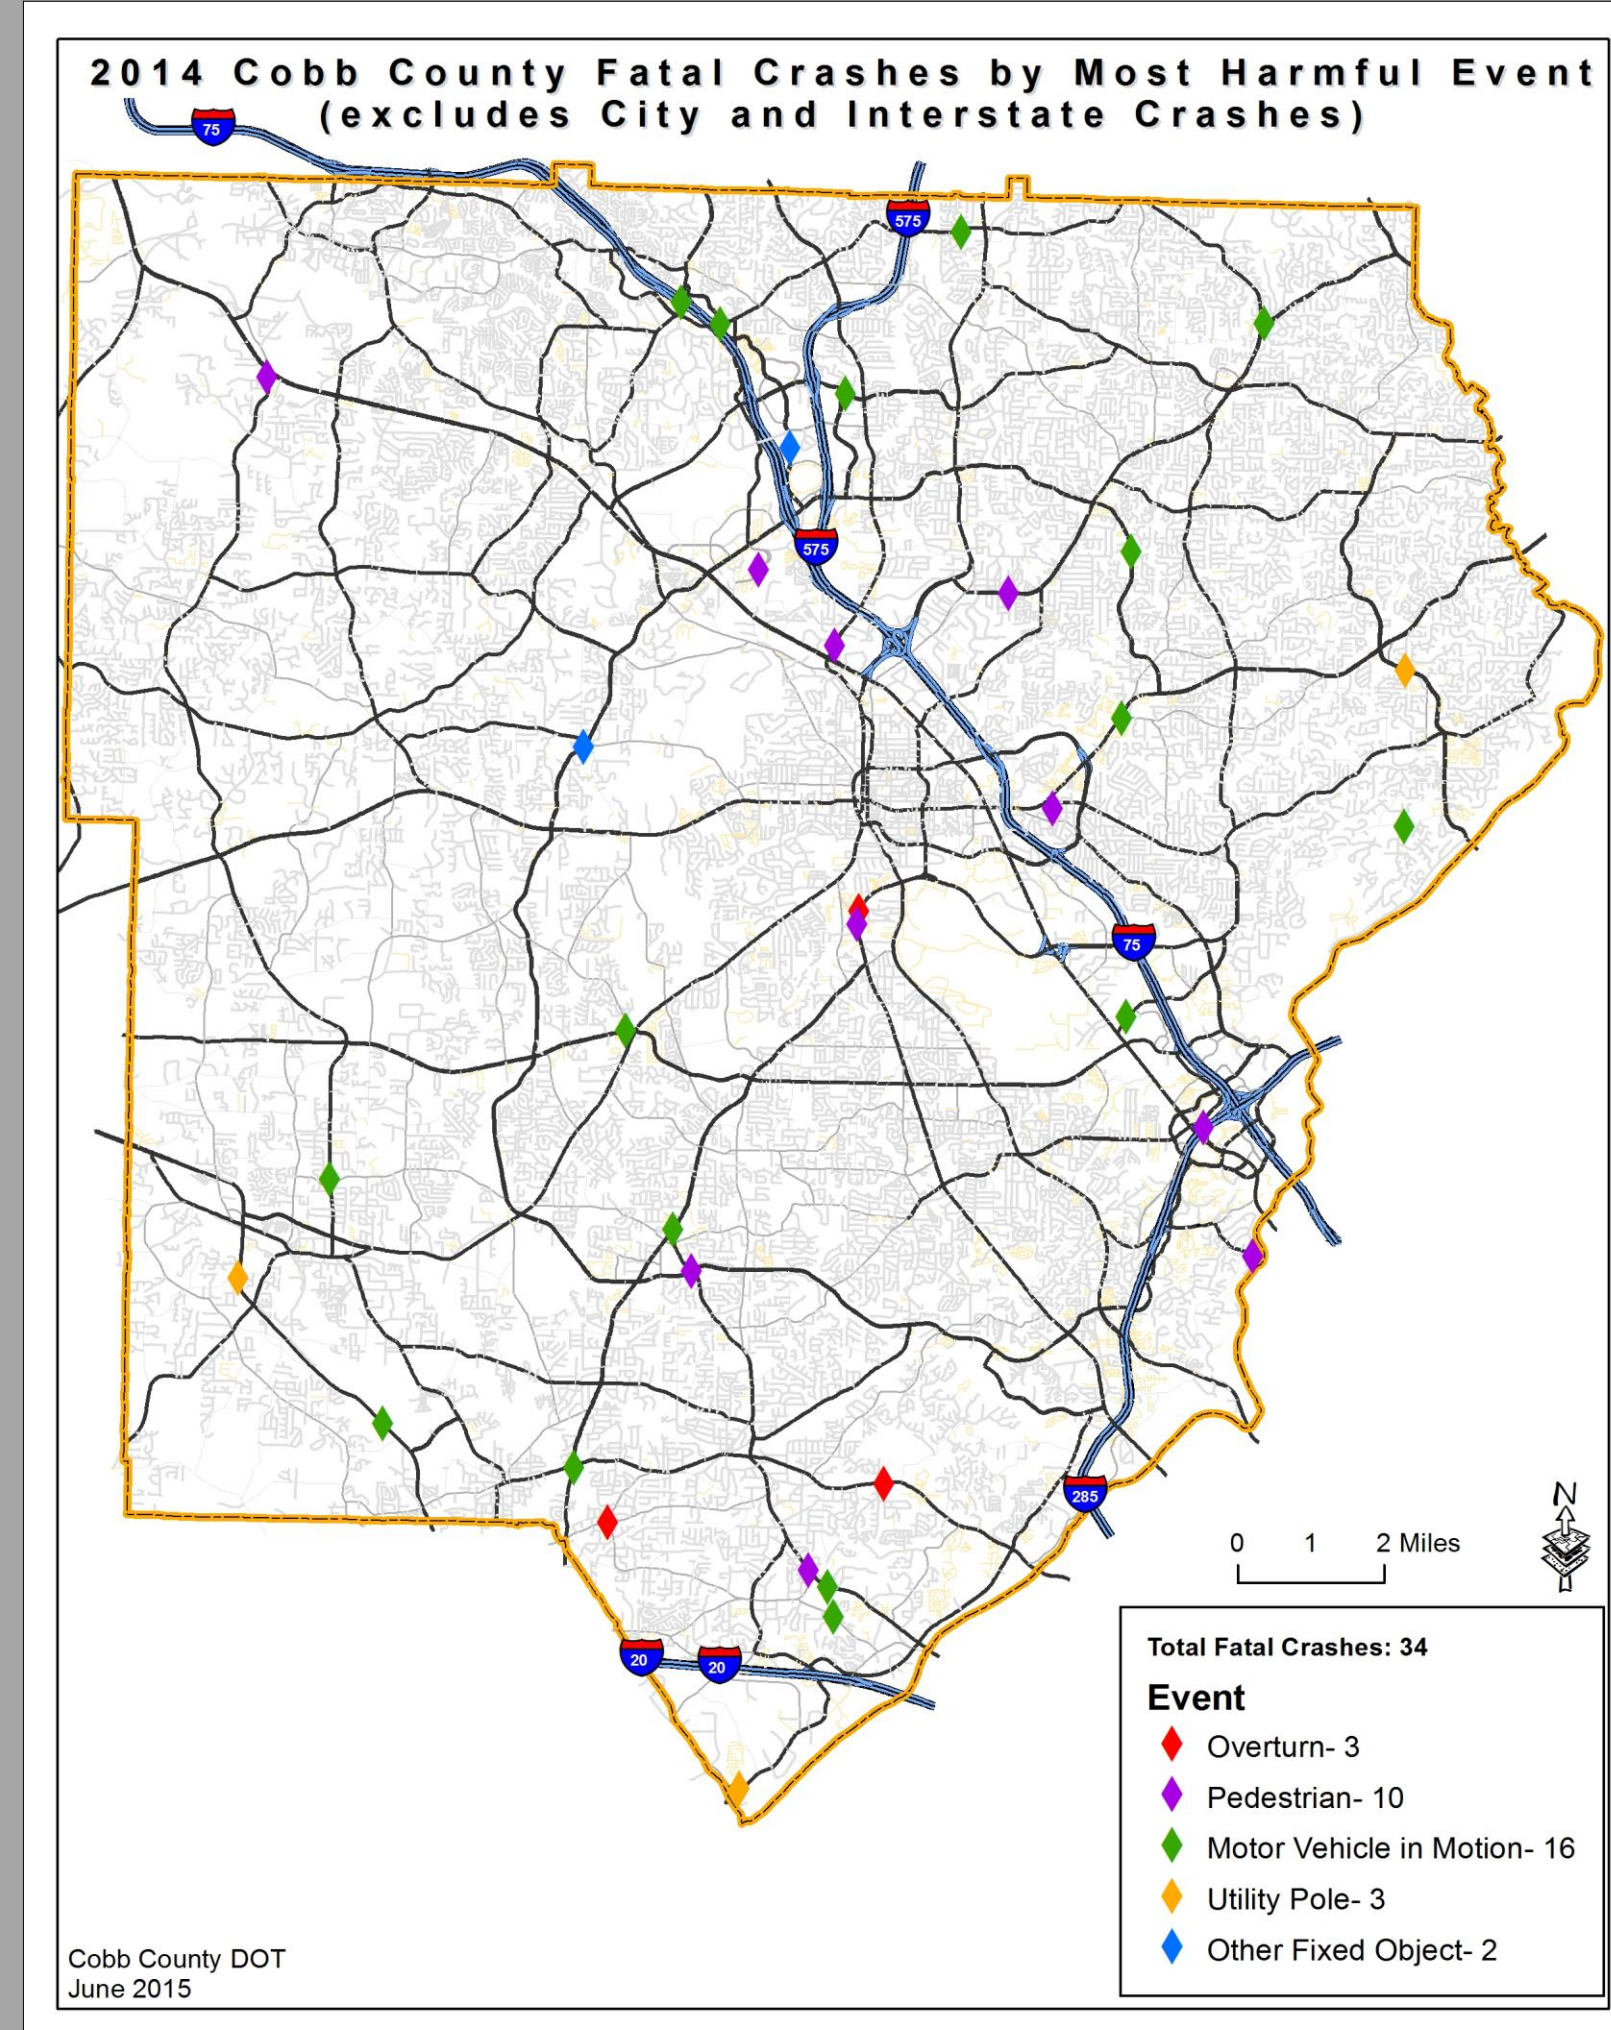 2014 Cobb County Fatal Crashes by Most Harmful Event
(excludes City and Interstate Crashes)
75
575
575
75
285
20
20
N
0 1 2 Miles
Total Fatal Crashes: 34
Event
Overturn- 3
Pedestrian- 10
Motor Vehicle in Motion- 16
Utility Pole- 3
Other Fixed Object- 2
Cobb County DOT
June 2015